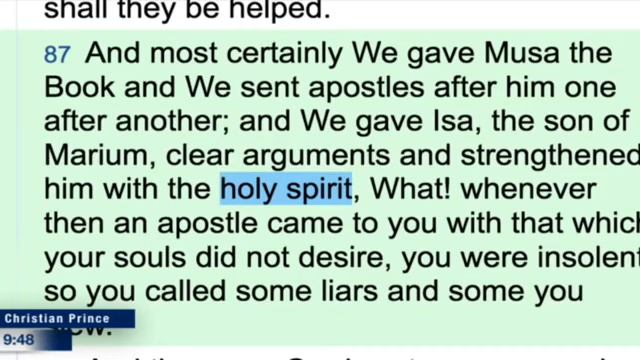 shall they be helped.
87 And most certainly We gave Musa the
Book and We sent apostles after him one
after another; and We gave Isa, the son of
Marium, clear arguments and strengthened
him with the holy spirit, What! whenever
then an apostle came to you with that which
your souls did not desire, you were insolent
so you called some liars and some you
Christian Prince
9:48